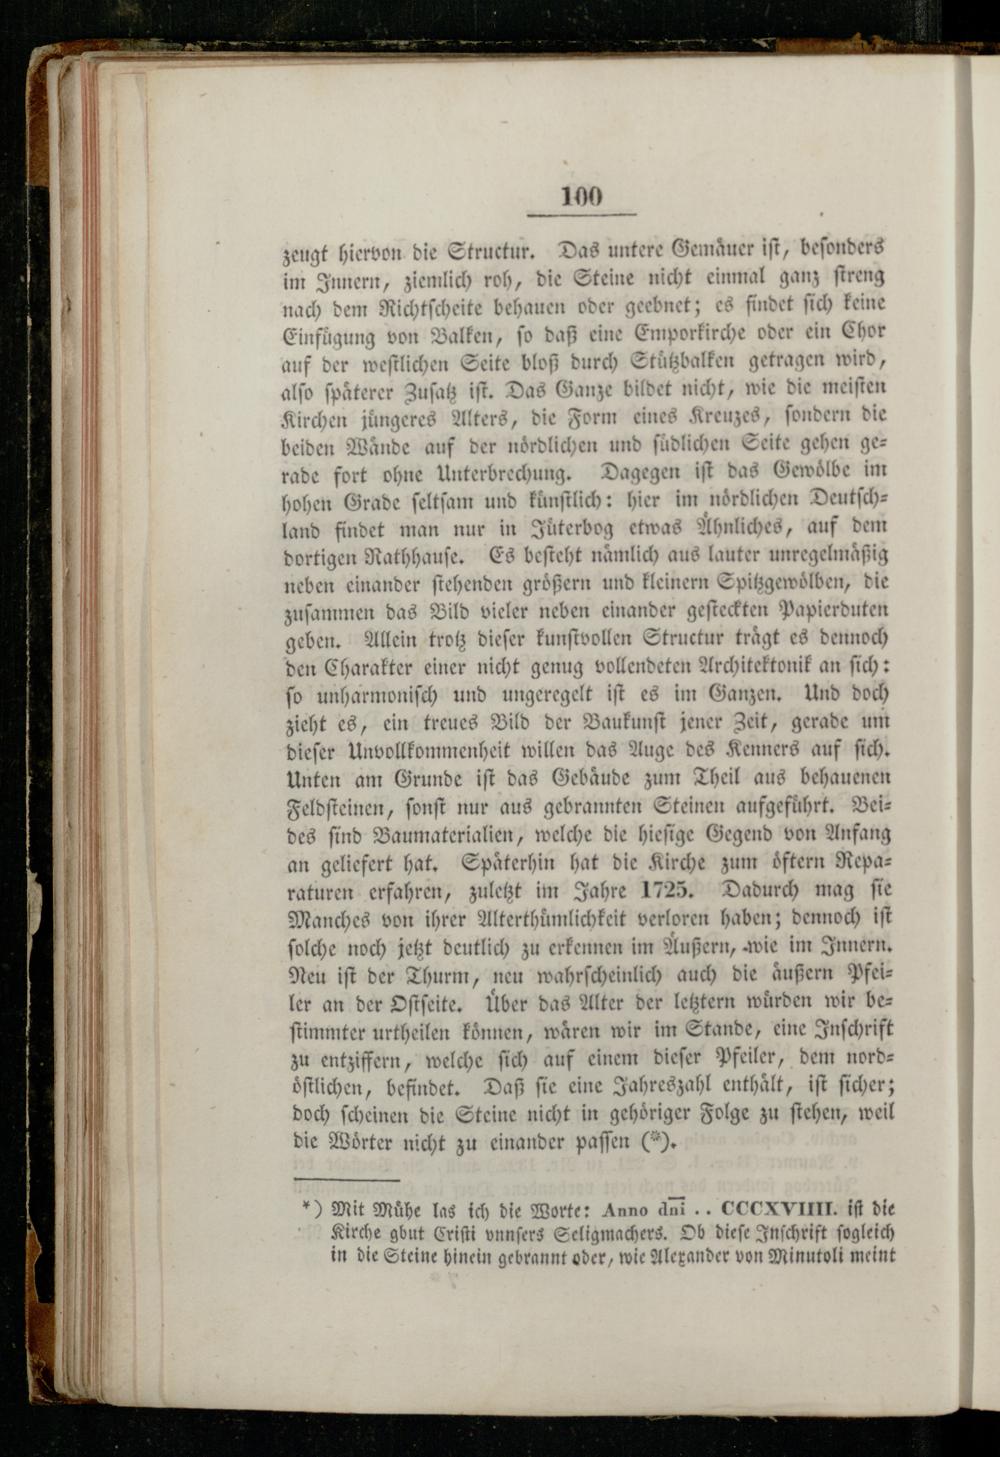 100
zeugt hiervon die Structur. Das untere Gemäuer ist, besonders
im Innern, ziemlich roh, die Steine nicht einmal ganz streng
nach dem Richtscheite behauen oder geebnet; es findet sich keine
Einfügung von Balken, so daß eine Emporkirche oder ein Chor
auf der westlichen Seite bloß durch Stützbalken getragen wird,
also späterer Zusatz ist. Das Ganze bildet nicht, wie die meisten
Kirchen jüngeres Alters, die Form eines Kreuzes, sondern die
beiden Wände auf der nördlichen und südlichen Seite gehen ge⸗
rade fort ohne Unterbrechung. Dagegen ist das Gewölbe im
hohen Grade seltsam und künstlich: hier im nördlichen Deutsch⸗
land findet man nur in Jüterbog etwas Ähnliches, auf dem
dortigen Rathhause. Es besteht nämlich aus lauter unregelmäßig
neben einander stehenden größern und kleinern Spitzgewölben, die
zusammen das Bild vieler neben einander gesteckten Papierduten
geben. Allein trotz dieser kunstvollen Structur trägt es dennoch
den Charakter einer nicht genug vollendeten Architektonik an sich:
so unharmonisch und ungeregelt ist es im Ganzen. Und doch
zieht es, ein treues Bild der Baukunst jener Zeit, gerade um
dieser Unvollkommenheit willen das Auge des Kenners auf sich.
Unten am Grunde ist das Gebäude zum Theil aus behauenen
Feldsteinen, sonst nur aus gebrannten Steinen aufgeführt. Bei⸗
des sind Baumaterialien, welche die hiesige Gegend von Anfang
an geliefert hat. Späterhin hat die Kirche zum öftern Repa⸗
raturen erfahren, zuletzt im Jahre 1725. Dadurch mag sie
Manches von ihrer Alterthümlichkeit verloren haben; dennoch ist
solche noch jetzt deutlich zu erkennen im Äußern, wie im Innern.
Neu ist der Thurm, neu wahrscheinlich auch die äußern Pfei⸗
ler an der Ostseite. Über das Alter der letztern würden wir be⸗
stimmter urtheilen können, wären wir im Stande, eine Inschrift
zu entziffern, welche sich auf einem dieser Pfeiler, dem nord⸗
östlichen, befindet. Daß sie eine Jahreszahl enthält, ist sicher;
doch scheinen die Steine nicht in gehöriger Folge zu stehen, weil
die Wörter nicht zu einander passen (*).
*) Mit Mühe las ich die Worte: Anno dn̅i̅ .. CCCXVIIII. ist die
Kirche gbut Cristi vnnsers Seligmachers. Ob diese Inschrift sogleich
in die Steine hinein gebrannt oder, wie Alexander von Minutoli meint